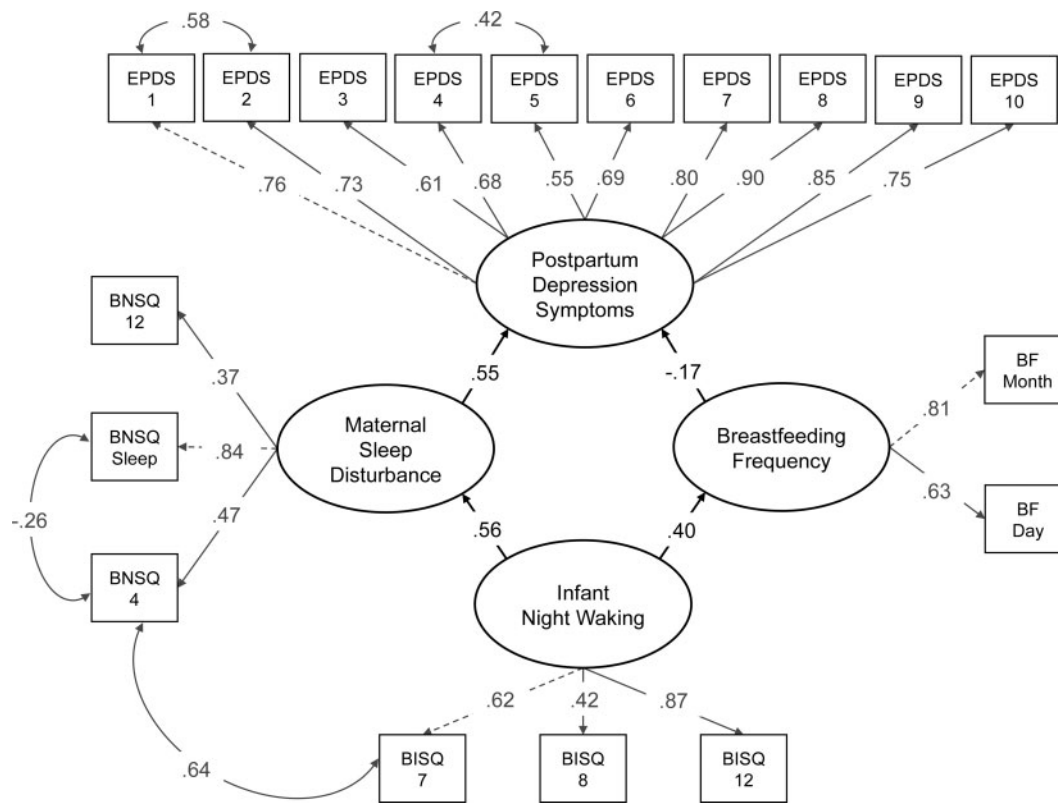 .58
.42
EPDS
1
EPDS
2
EPDS
3
EPDS
4
EPDS
5
EPDS
6
EPDS
7
EPDS
8
EPDS
9
EPDS
10
.76
.73
.61
.68
.55
.69
.80
.90
.85
.75
Postpartum
Depression
Symptoms
BNSQ
12
.37
.55
-.17
BF
Month
.81
Maternal
Sleep
Disturbance
Breastfeeding
Frequency
BNSQ
Sleep
.84
.63
BF
Day
-.26
.47
.56
.40
BNSQ
4
Infant
Night Waking
.62
.42
.87
.64
BISQ
7
BISQ
8
BISQ
12